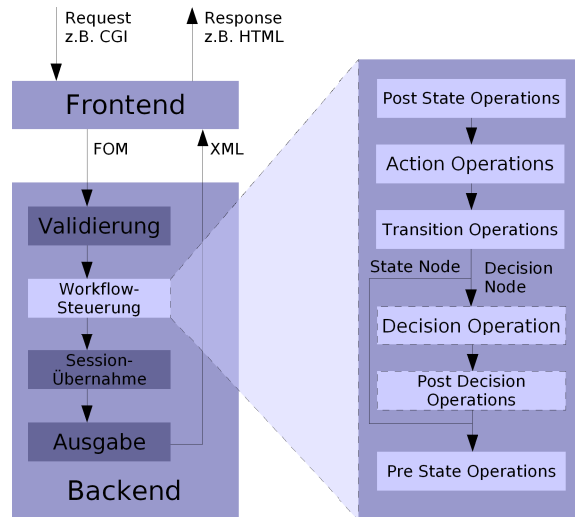 Request
z.B. CGI
Response
z.B. HTML
Frontend
FOM
XML
Validierung
Workflow-
Steuerung
Session-
Übernahme
Ausgabe
Backend
Post State Operations
Action Operations
Transition Operations
State Node
Decision
Node
Decision Operation
Post Decision
Operations
Pre State Operations